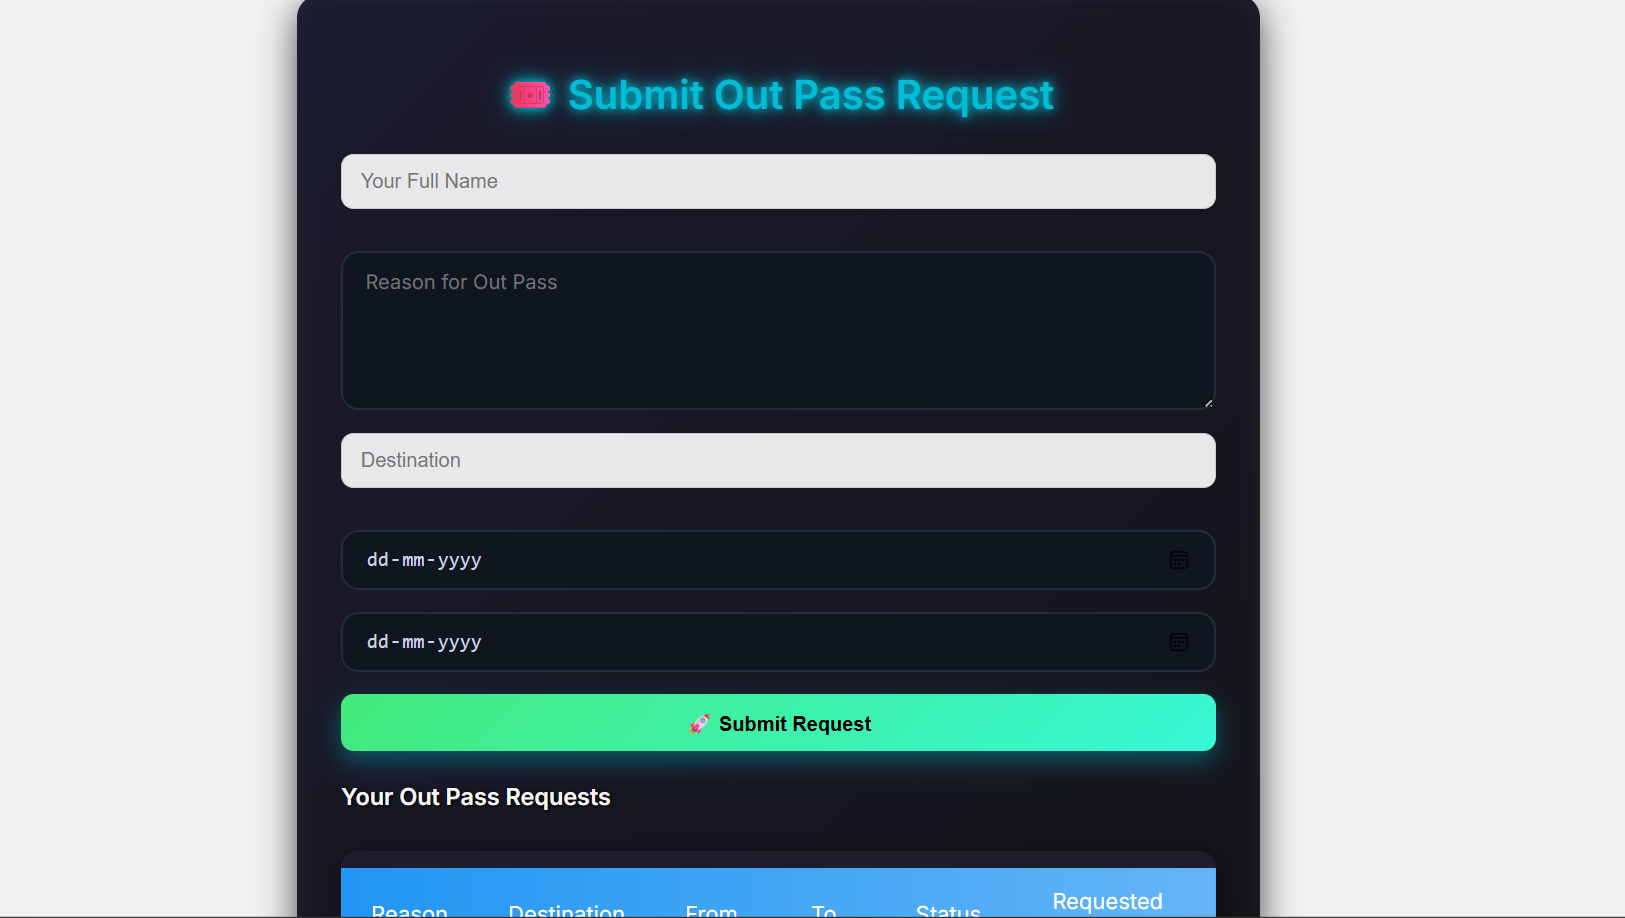 Submit Out Pass Request
Your Full Name
Reason for Out Pass
Destination
dd-mm-yyyy
dd-mm-yyyy
Submit Request
Your Out Pass Requests
Reason Destination From To Status Requested